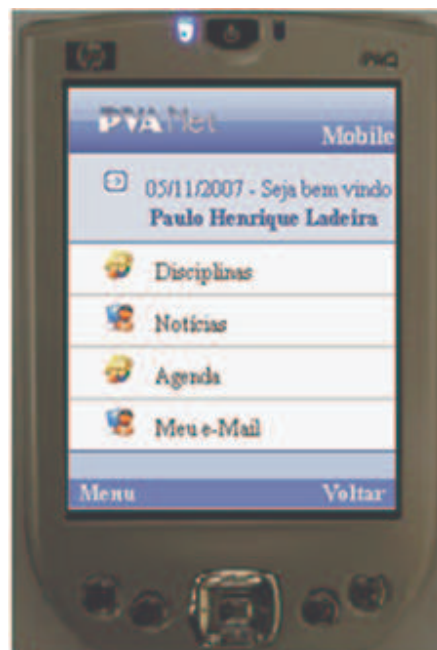 hp
iPAQ
PVANet
Mobile
05/11/2007 - Seja bem vindo
Paulo Henrique Ladeira
Disciplinas
Notícias
Agenda
Meu e-Mail
Menu
Voltar